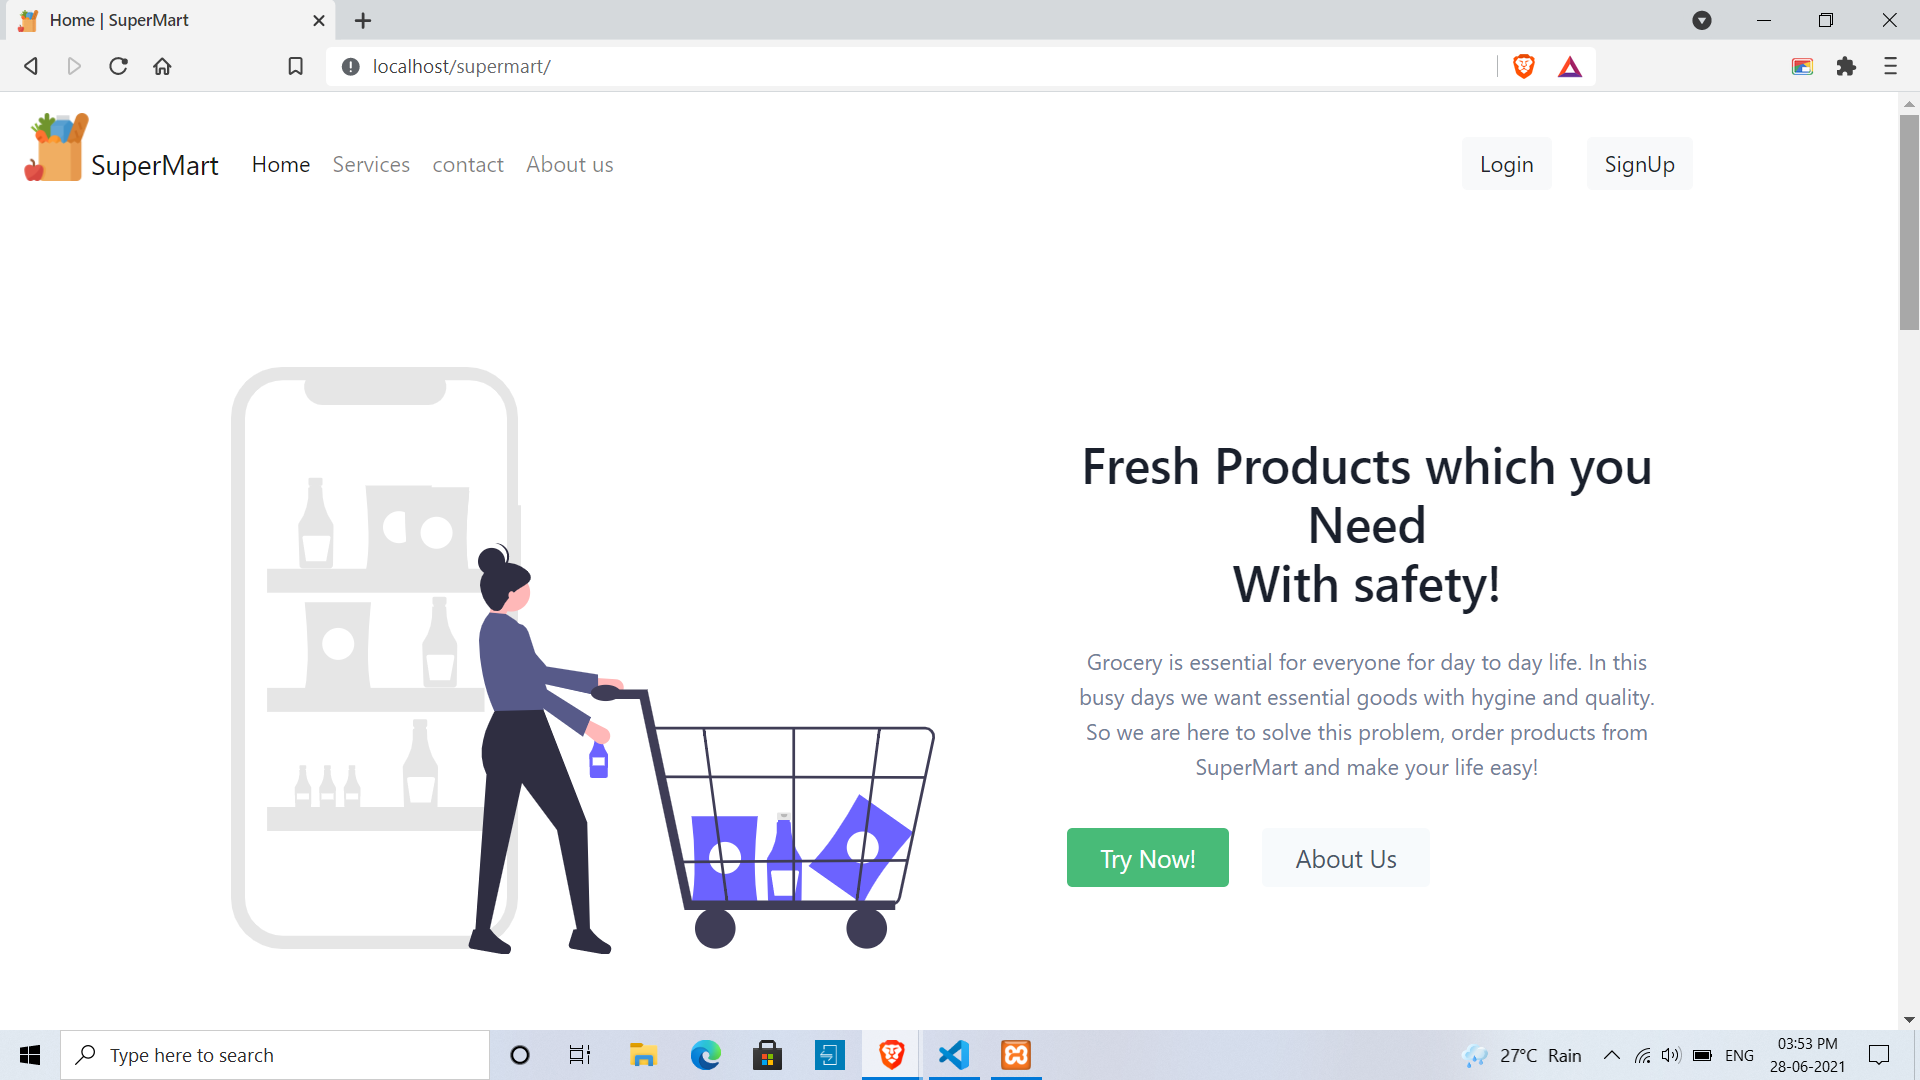 Home | SuperMart
localhost/supermart/
SuperMart Home Services contact About us Login SignUp
Fresh Products which you
Need
With safety!
Grocery is essential for everyone for day to day life. In this
busy days we want essential goods with hygine and quality.
So we are here to solve this problem, order products from
SuperMart and make your life easy!
Try Now! About Us
Type here to search
27°C Rain
ENG
03:53 PM
28-06-2021